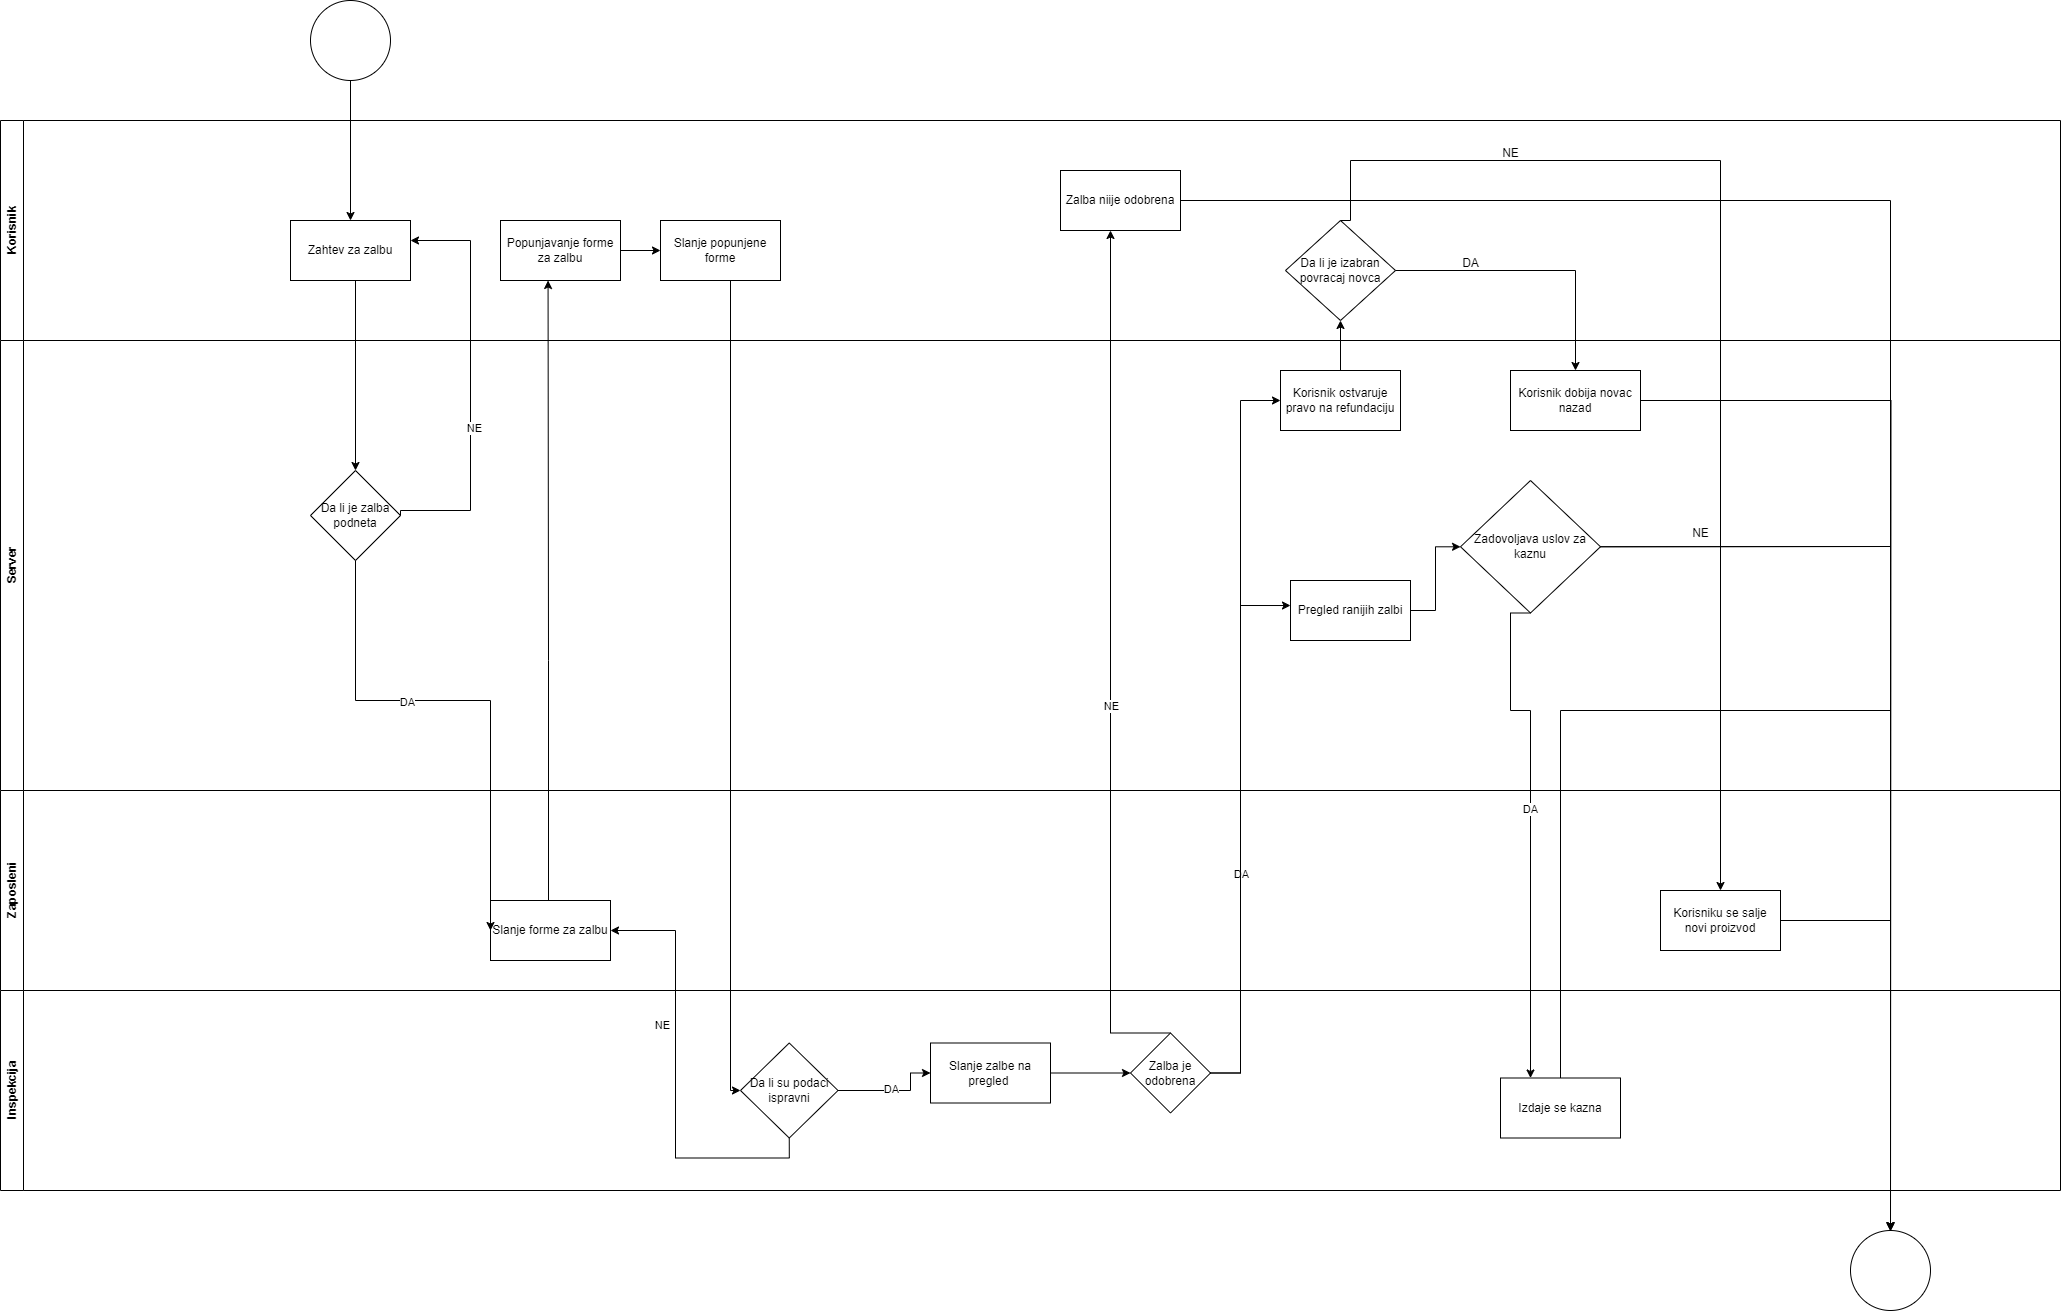 Korisnik
Zahtev za zalbu
Popunjavanje forme
za zalbu
Slanje popunjene
forme
Zalba niije odobrena
NE
Da li je izabran
povracaj novca
DA
Server
NE
Da li je zalba
podneta
DA
Korisnik ostvaruje
pravo na refundaciju
Korisnik dobija novac
nazad
Zadovoljava uslov za
kaznu
NE
Pregled ranijih zalbi
NE
Zaposleni
DA
DA
Slanje forme za zalbu
Korisniku se salje
novi proizvod
Inspekcija
NE
Da li su podaci
ispravni
DA
Slanje zalbe na
pregled
Zalba je
odobrena
Izdaje se kazna